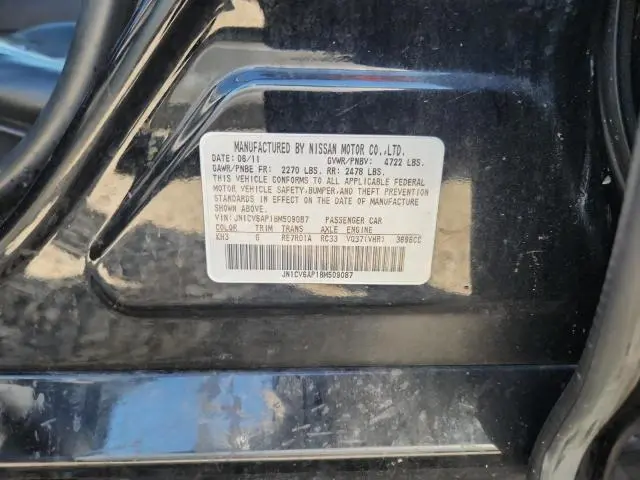 MANUFACTURED BY NISSAN MOTOR CO.,LTD.
DATE: 06/11 GVWR/PNBV: 4722 LBS.
GAWR/PNBE FR: 2270 LBS. RR: 2478 LBS.
THIS VEHICLE CONFORMS TO ALL APPLICABLE FEDERAL
MOTOR VEHICLE SAFETY,BUMPER,AND THEFT PREVENTION
STANDARDS IN EFFECT ON THE DATE OF MANUFACTURE
SHOWN ABOVE.
VIN: JN1CV6AP1BM509087 PASSENGER CAR
COLOR TRIM TRANS AXLE ENGINE
KH3 G RE7R01A RC33 VQ37(VHR) 3696CC
JN1CV6AP1BM509087